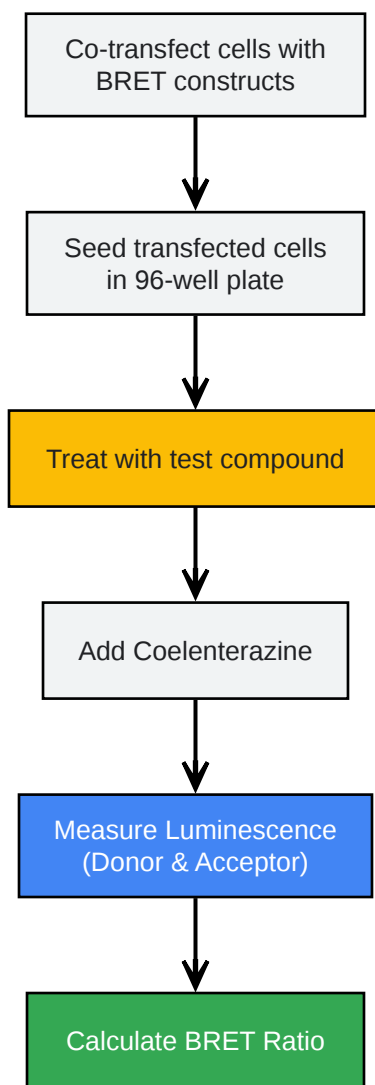 Co-transfect cells with
BRET constructs
Seed transfected cells
in 96-well plate
Treat with test compound
Add Coelenterazine
Measure Luminescence
(Donor & Acceptor)
Calculate BRET Ratio